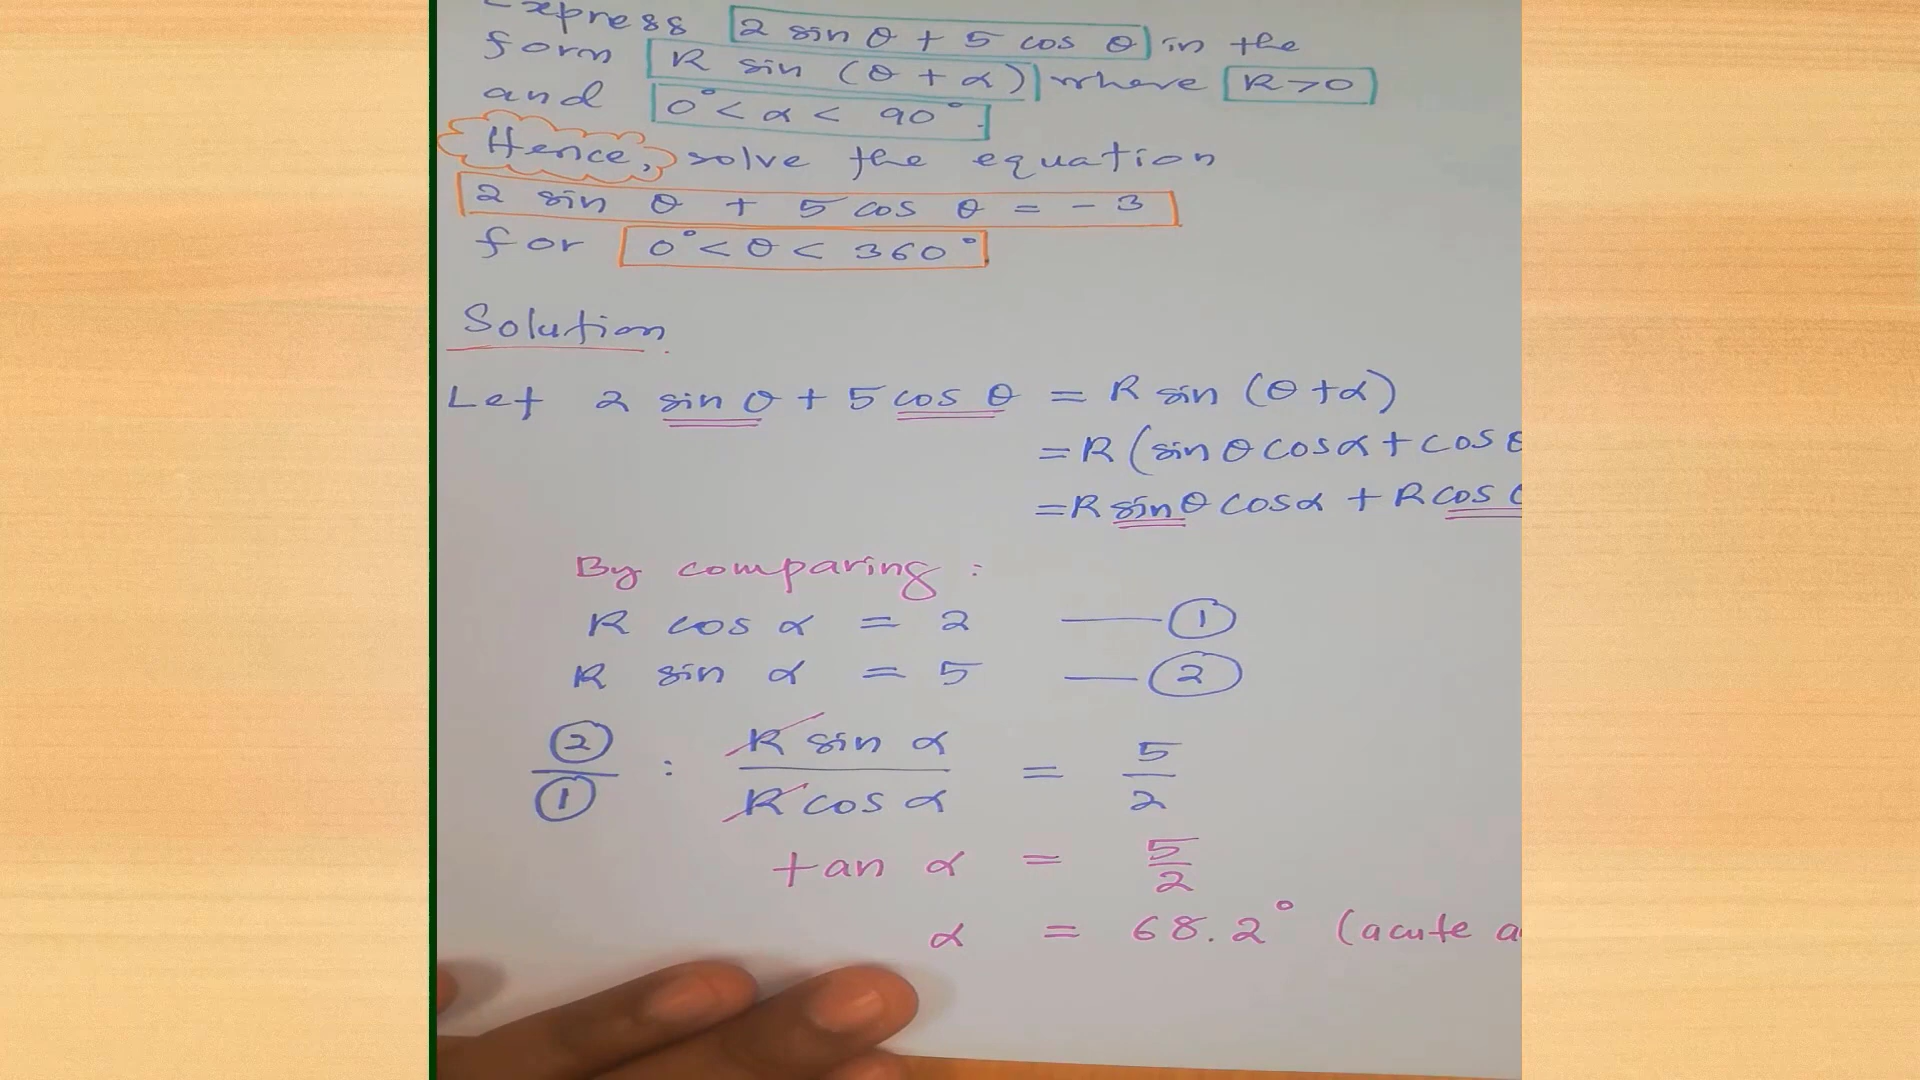 Express 2 sin θ + 5 cos θ in the
form R sin (θ + α) where R > 0
and 0° < α < 90°.
Hence, solve the equation
2 sin θ + 5 cos θ = - 3
for 0° < θ < 360°
Solution
Let 2 sin θ + 5 cos θ = R sin (θ + α)
= R (sin θ cos α + cos θ
= R sin θ cos α + R cos
By comparing :
R cos α = 2 —— ①
R sin α = 5 —— ②
②/① : R sin α / R cos α = 5/2
tan α = 5/2
α = 68.2° (acute